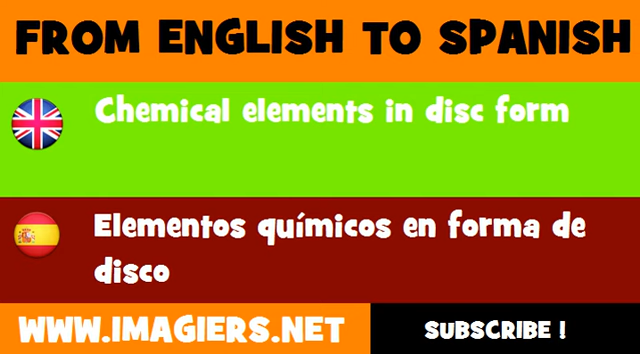 FROM ENGLISH TO SPANISH
Chemical elements in disc form
Elementos químicos en forma de
disco
WWW.IMAGIERS.NET
SUBSCRIBE !